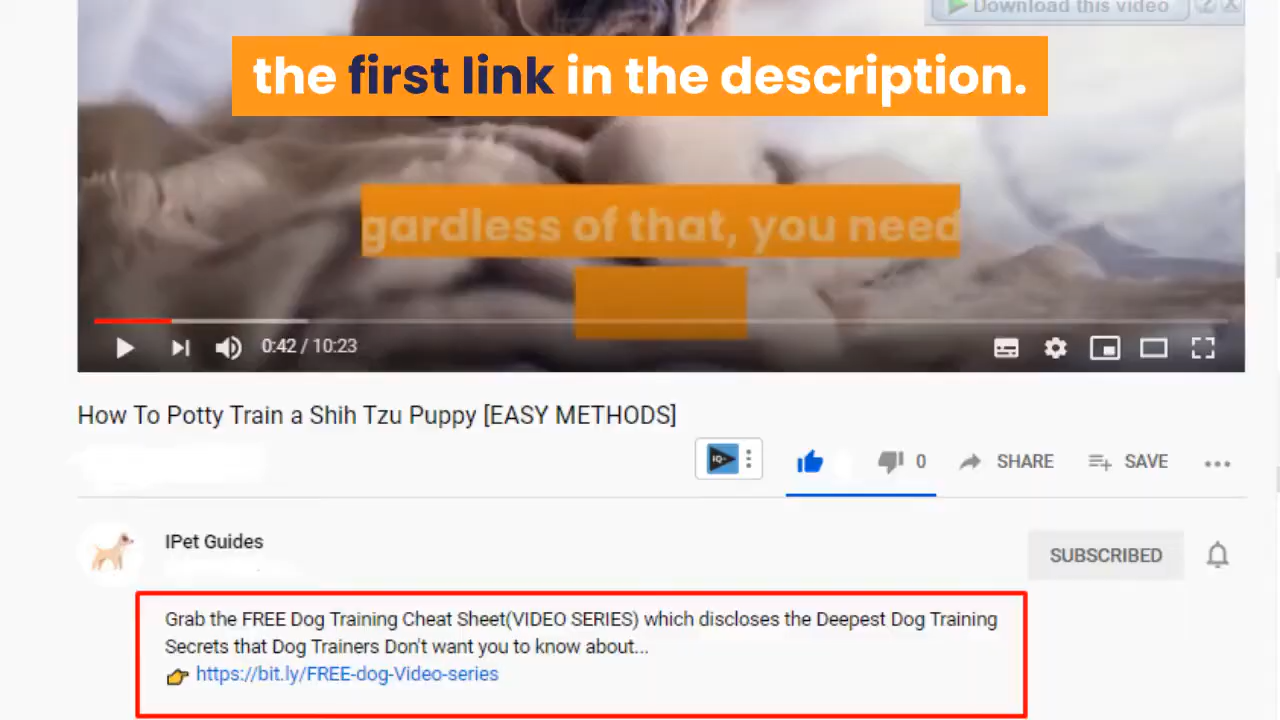 Download this video
the first link in the description.
gardless of that, you need
0:42 / 10:23
How To Potty Train a Shih Tzu Puppy [EASY METHODS]
IQ
0 SHARE SAVE
IPet Guides
SUBSCRIBED
Grab the FREE Dog Training Cheat Sheet(VIDEO SERIES) which discloses the Deepest Dog Training
Secrets that Dog Trainers Don't want you to know about...
👉 https://bit.ly/FREE-dog-Video-series